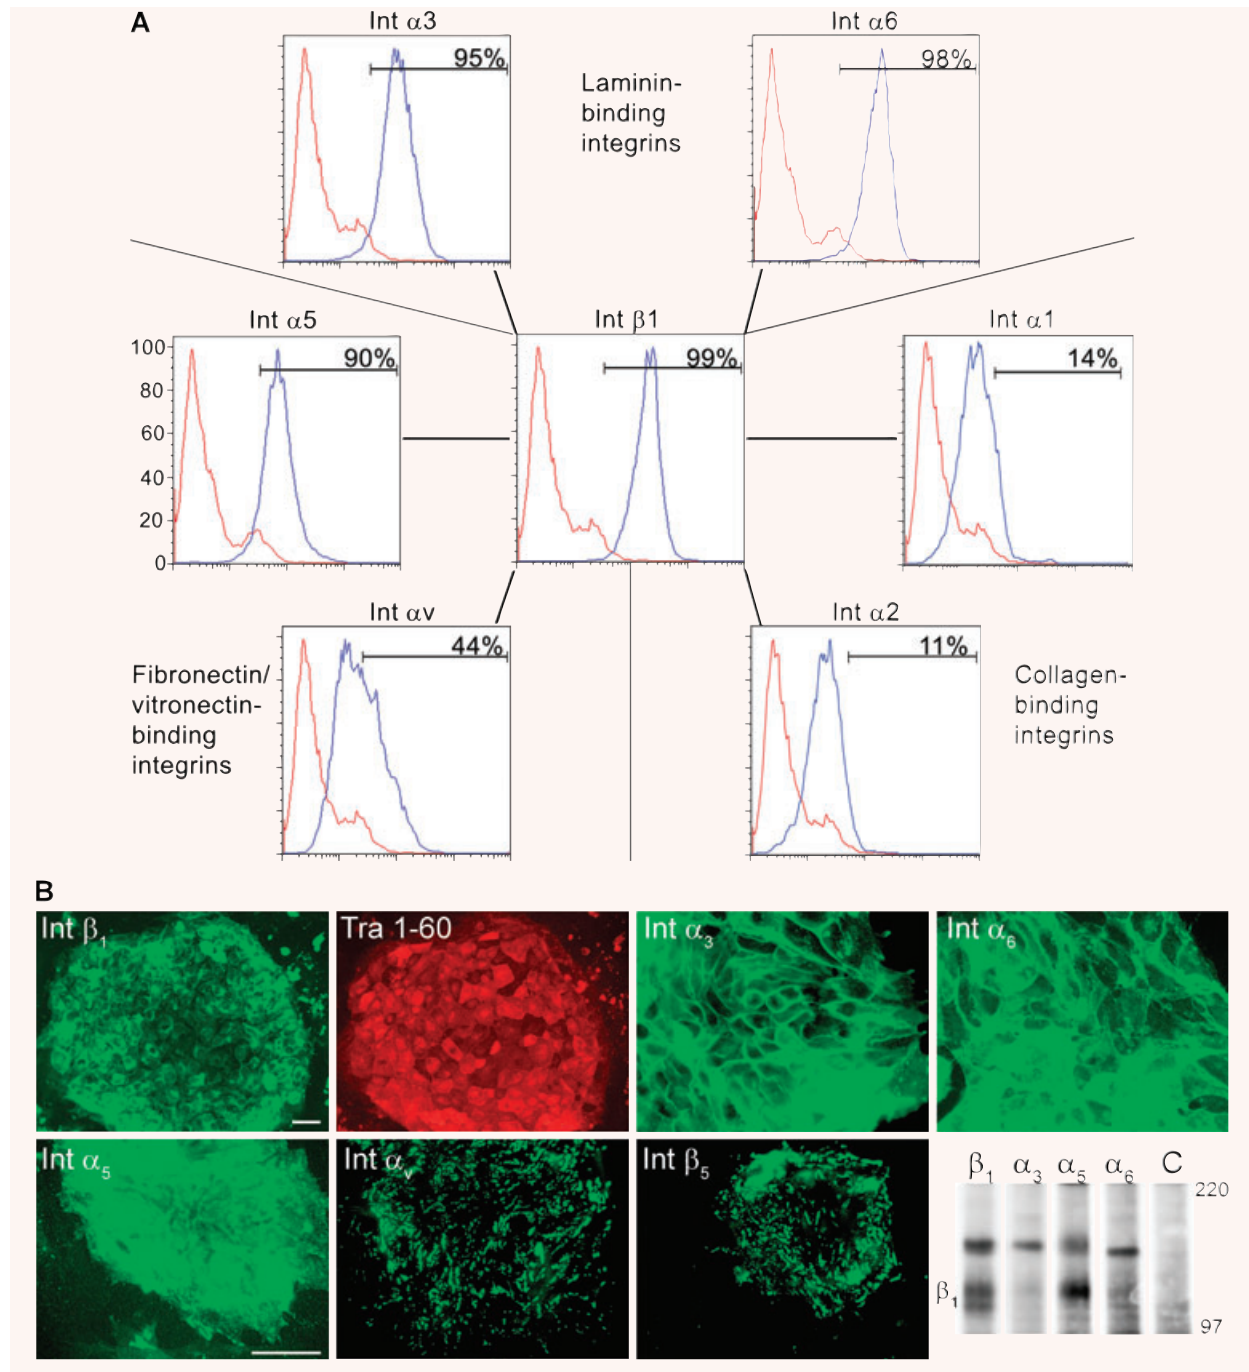 A
Int α3
95%
Laminin-
binding
integrins
Int α6
98%
Int α5
100
80
60
40
20
0
90%
Int β1
99%
Int α1
14%
Int αv
44%
Fibronectin/
vitronectin-
binding
integrins
Int α2
11%
Collagen-
binding
integrins
B
Int β1
Tra 1-60
Int α3
Int α6
Int α5
Int αv
Int β5
β1 α3 α5 α6 C
220
β1
97